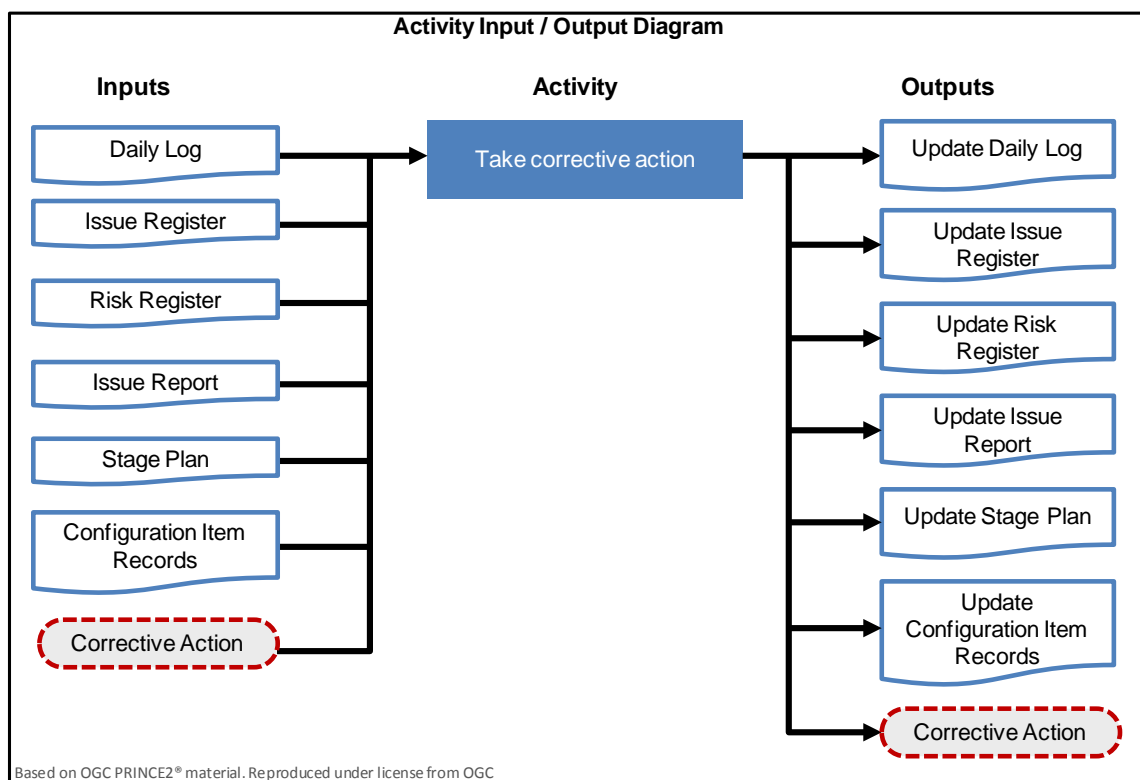 Activity Input / Output Diagram
Inputs
Activity
Outputs
Daily Log
Issue Register
Risk Register
Issue Report
Stage Plan
Configuration Item
Records
Corrective Action
Take corrective action
Update Daily Log
Update Issue
Register
Update Risk
Register
Update Issue
Report
Update Stage Plan
Update
Configuration Item
Records
Corrective Action
Based on OGC PRINCE2® material. Reproduced under license from OGC